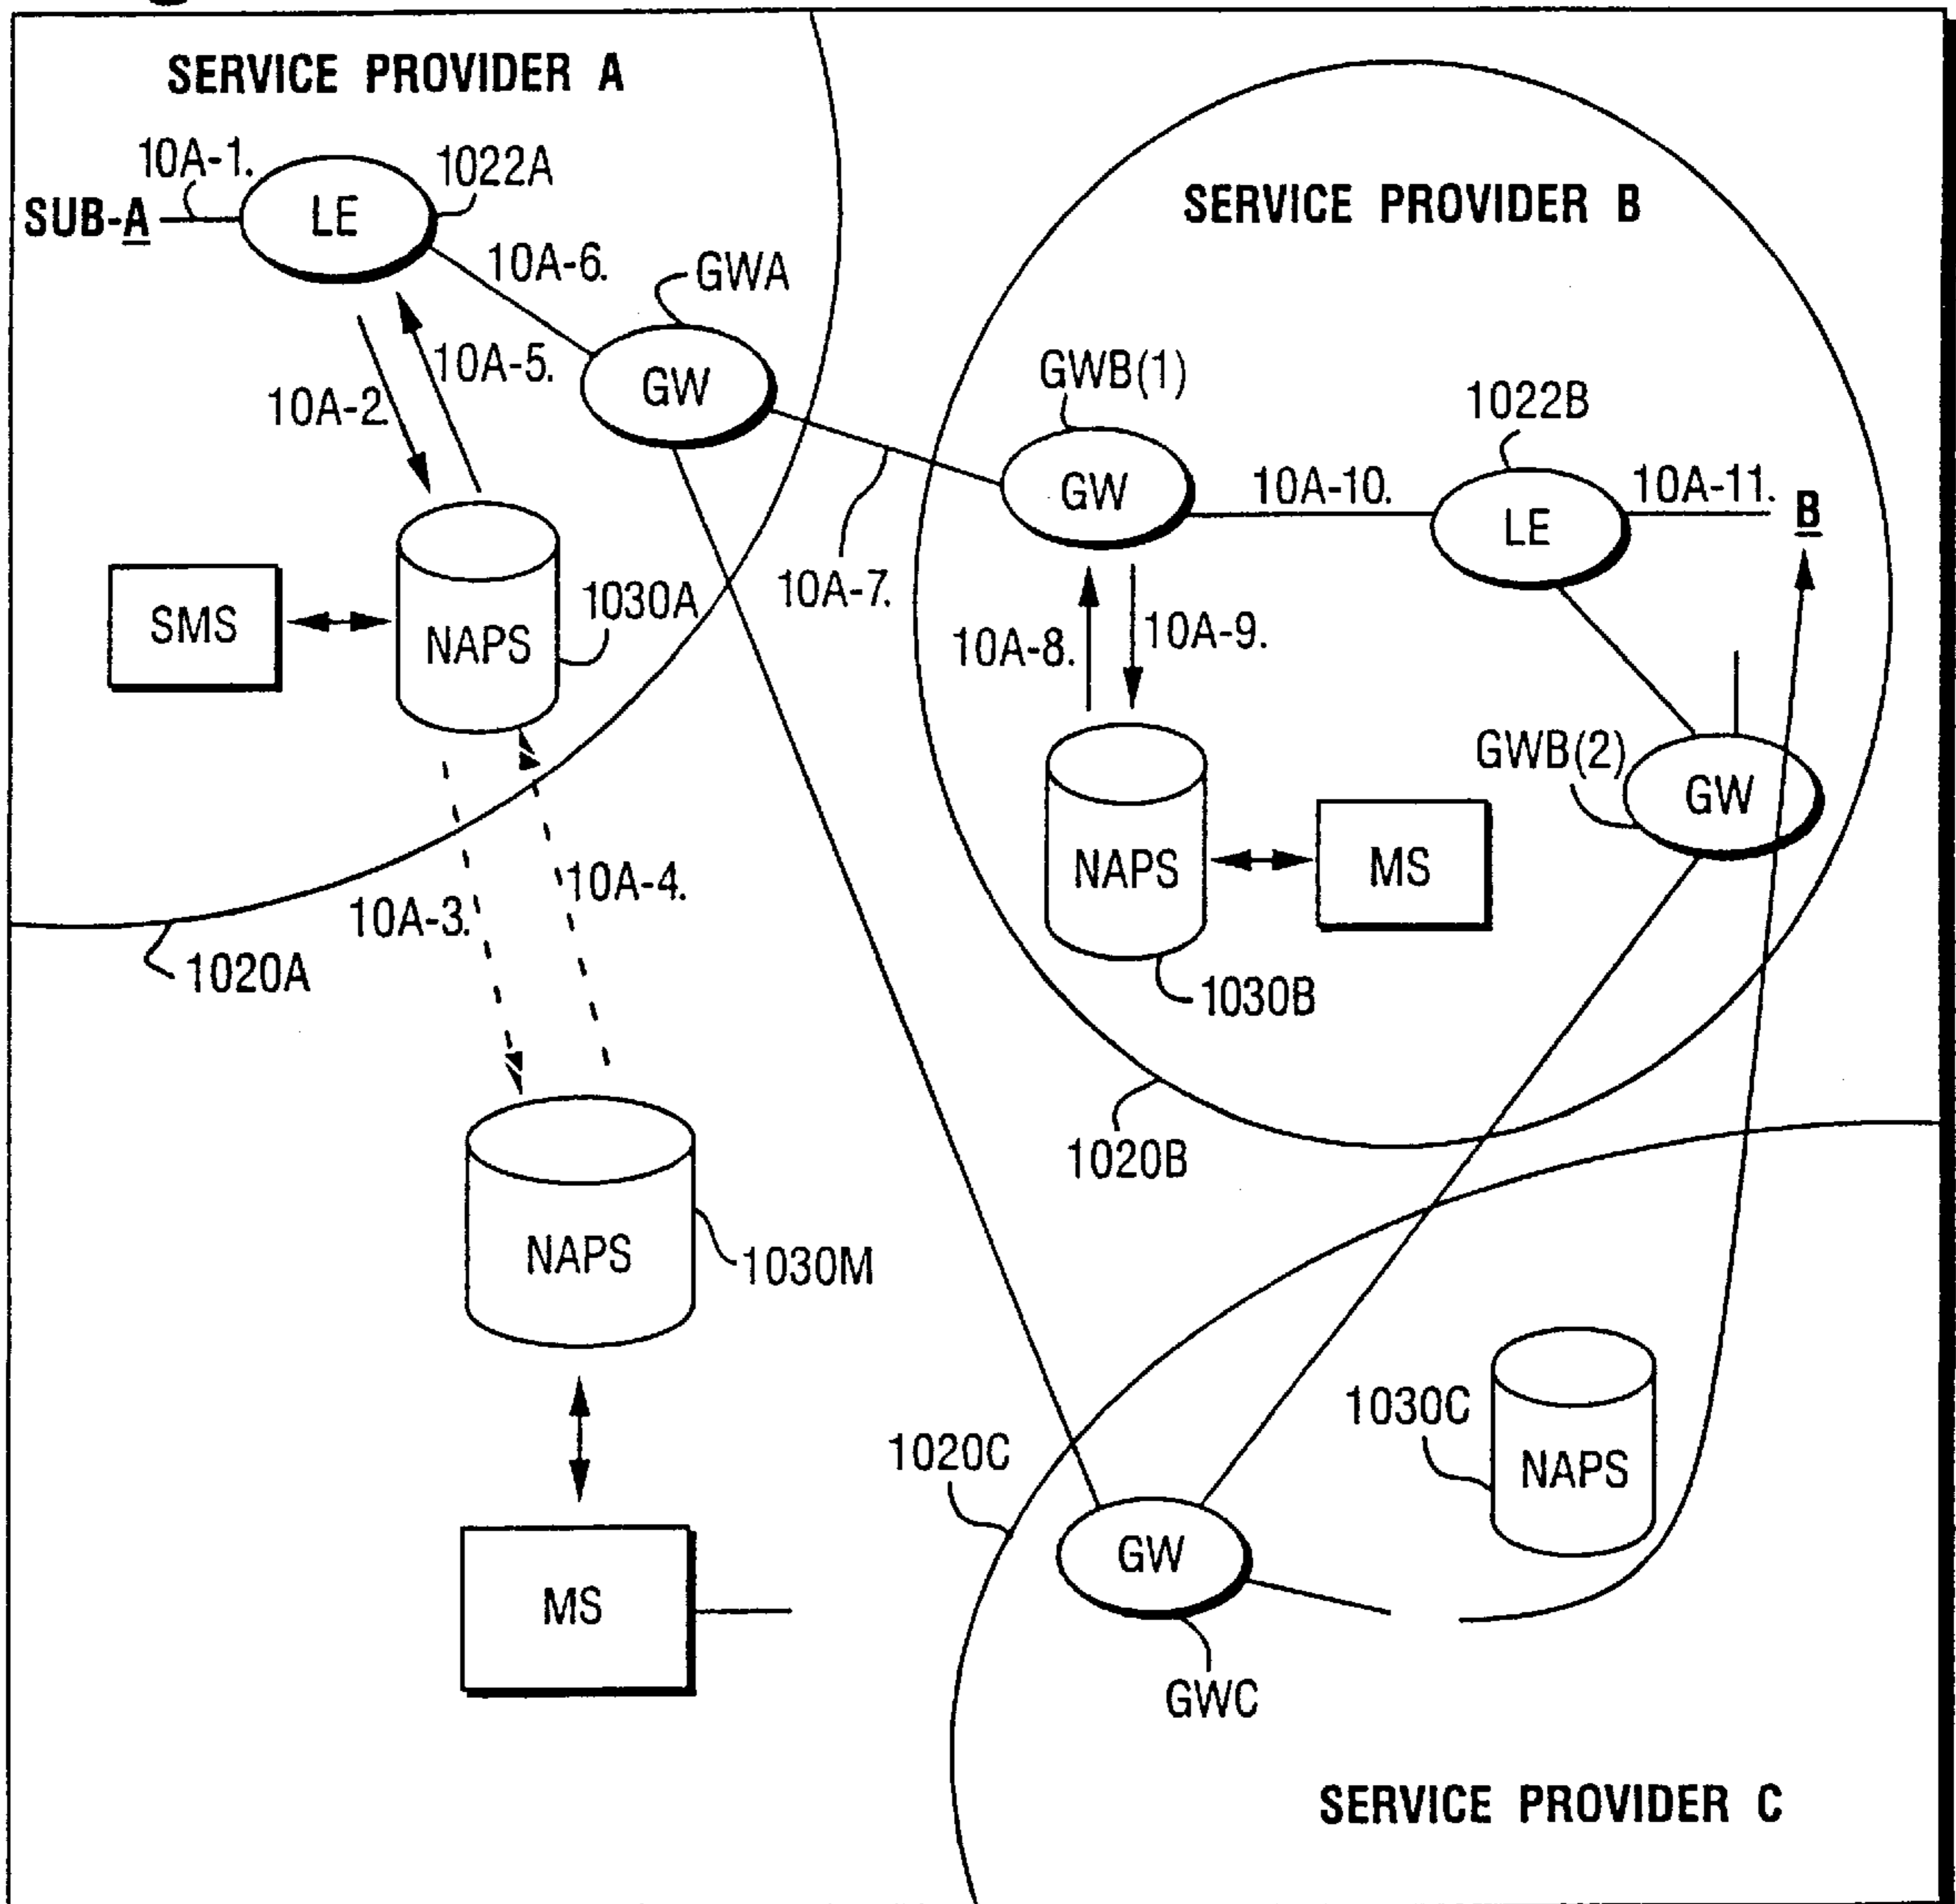 SERVICE PROVIDER A
10A-1.
1022A
SUB-A
LE
10A-6.
GWA
10A-5.
10A-2.
GW
SMS
NAPS
1030A
10A-7.
10A-3.
10A-4.
1020A
SERVICE PROVIDER B
GWB(1)
1022B
GW
10A-10.
LE
10A-11.
B
10A-8.
10A-9.
GWB(2)
GW
NAPS
MS
1030B
1020B
NAPS
1030M
MS
1020C
1030C
NAPS
GW
GWC
SERVICE PROVIDER C